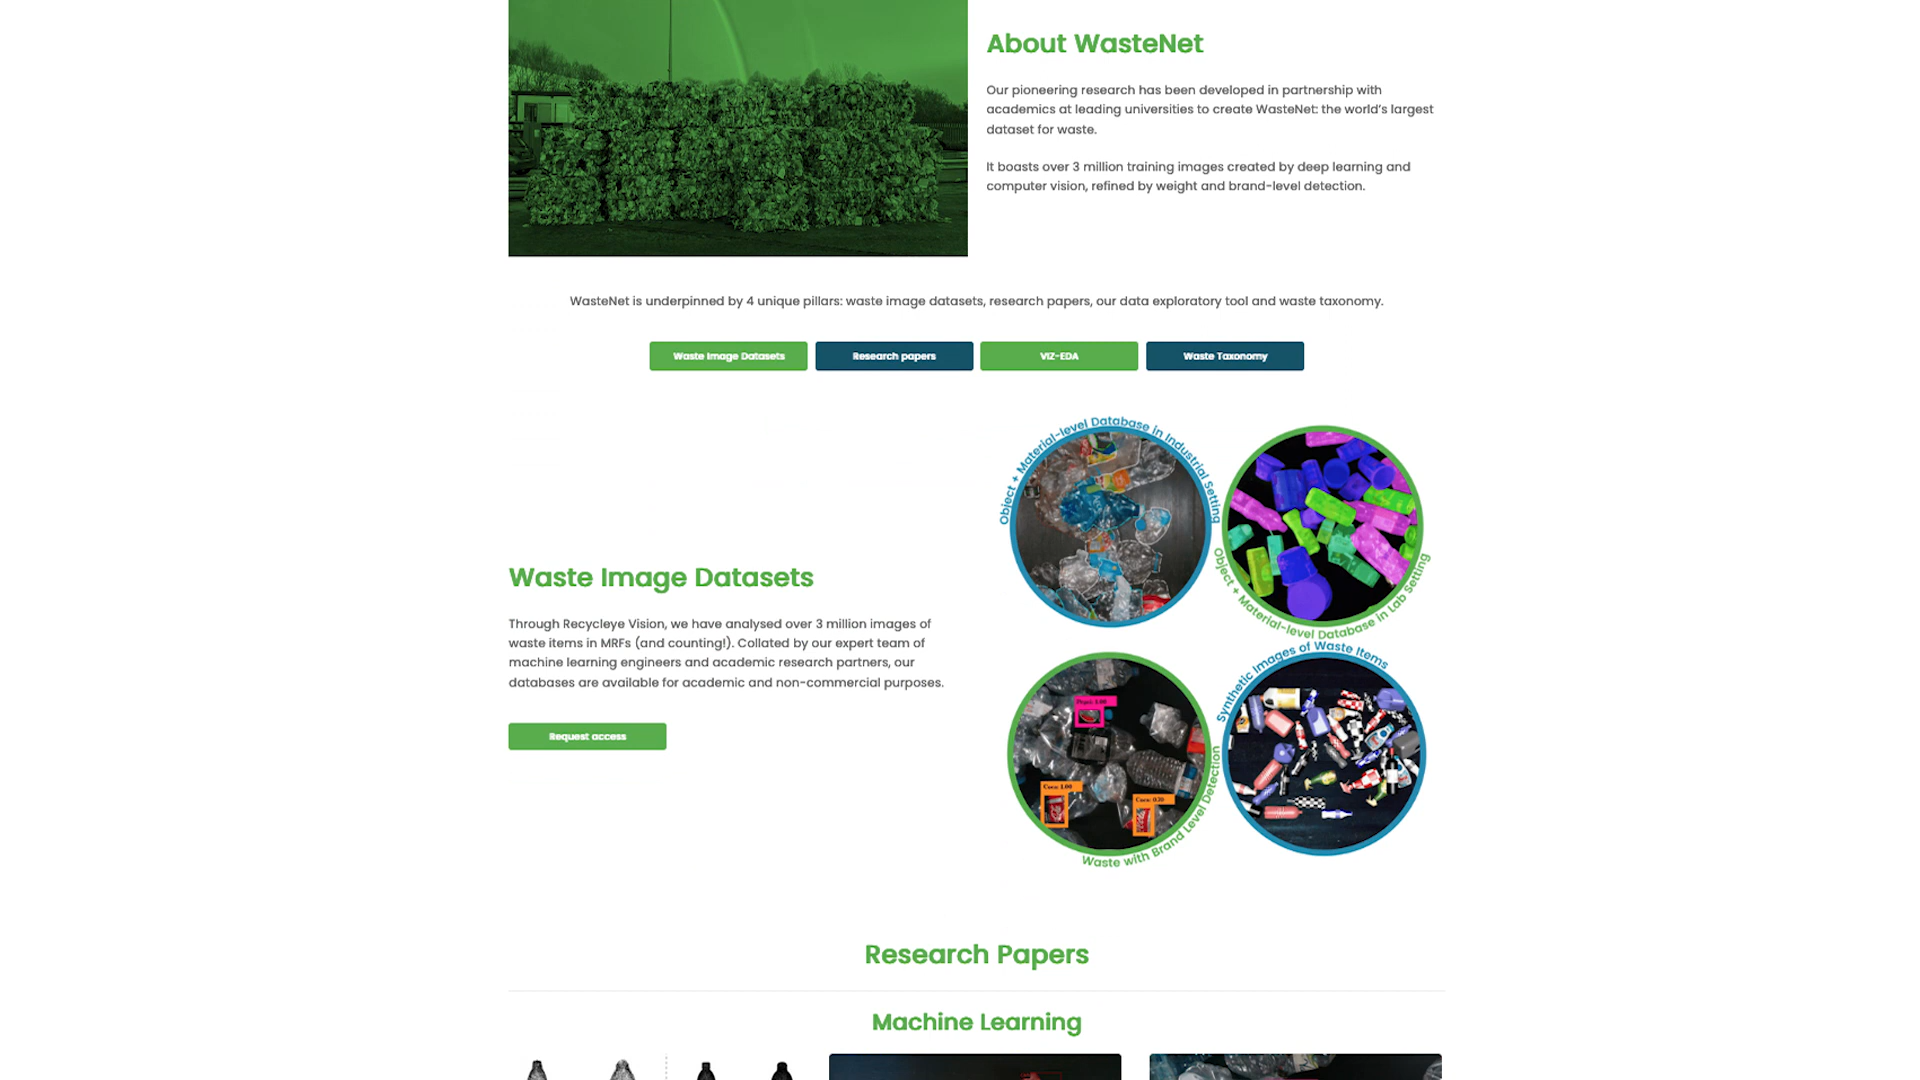 About WasteNet
Our pioneering research has been developed in partnership with
academics at leading universities to create WasteNet: the world's largest
dataset for waste.
It boasts over 3 million training images created by deep learning and
computer vision, refined by weight and brand-level detection.
WasteNet is underpinned by 4 unique pillars: waste image datasets, research papers, our data exploratory tool and waste taxonomy.
Waste Image Datasets
Research papers
VIZ-EDA
Waste Taxonomy
Object + Material-level Database in Industrial Setting
Object + Material-level Database in Lab Setting
Waste Image Datasets
Through Recycleye Vision, we have analysed over 3 million images of
waste items in MRFs (and counting!). Collated by our expert team of
machine learning engineers and academic research partners, our
databases are available for academic and non-commercial purposes.
Request access
Synthetic Images of Waste Items
Waste with Brand Level Detection
Research Papers
Machine Learning